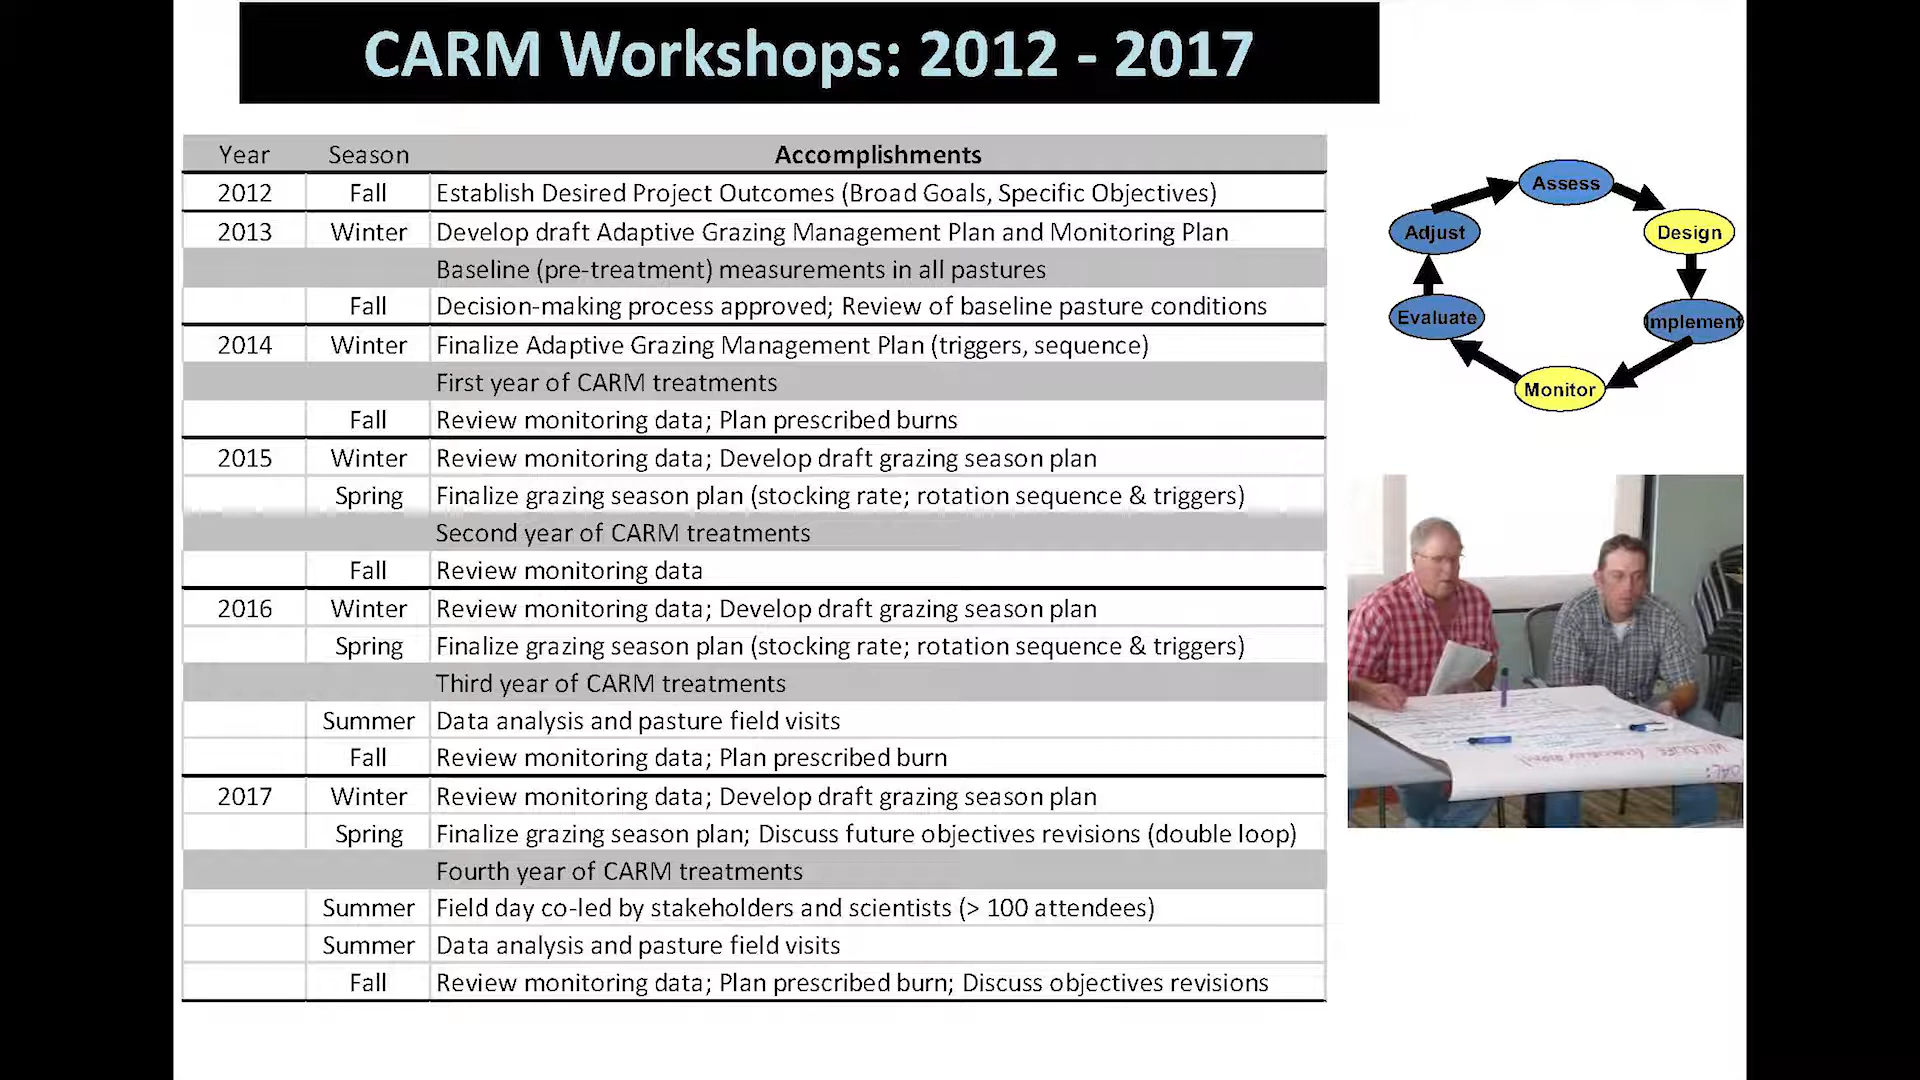 CARM Workshops: 2012 - 2017
Year Season Accomplishments
2012 Fall Establish Desired Project Outcomes (Broad Goals, Specific Objectives)
2013 Winter Develop draft Adaptive Grazing Management Plan and Monitoring Plan
Baseline (pre-treatment) measurements in all pastures
Fall Decision-making process approved; Review of baseline pasture conditions
2014 Winter Finalize Adaptive Grazing Management Plan (triggers, sequence)
First year of CARM treatments
Fall Review monitoring data; Plan prescribed burns
2015 Winter Review monitoring data; Develop draft grazing season plan
Spring Finalize grazing season plan (stocking rate; rotation sequence & triggers)
Second year of CARM treatments
Fall Review monitoring data
2016 Winter Review monitoring data; Develop draft grazing season plan
Spring Finalize grazing season plan (stocking rate; rotation sequence & triggers)
Third year of CARM treatments
Summer Data analysis and pasture field visits
Fall Review monitoring data; Plan prescribed burn
2017 Winter Review monitoring data; Develop draft grazing season plan
Spring Finalize grazing season plan; Discuss future objectives revisions (double loop)
Fourth year of CARM treatments
Summer Field day co-led by stakeholders and scientists (> 100 attendees)
Summer Data analysis and pasture field visits
Fall Review monitoring data; Plan prescribed burn; Discuss objectives revisions
Assess
Design
Implement
Monitor
Evaluate
Adjust
WILDLIFE